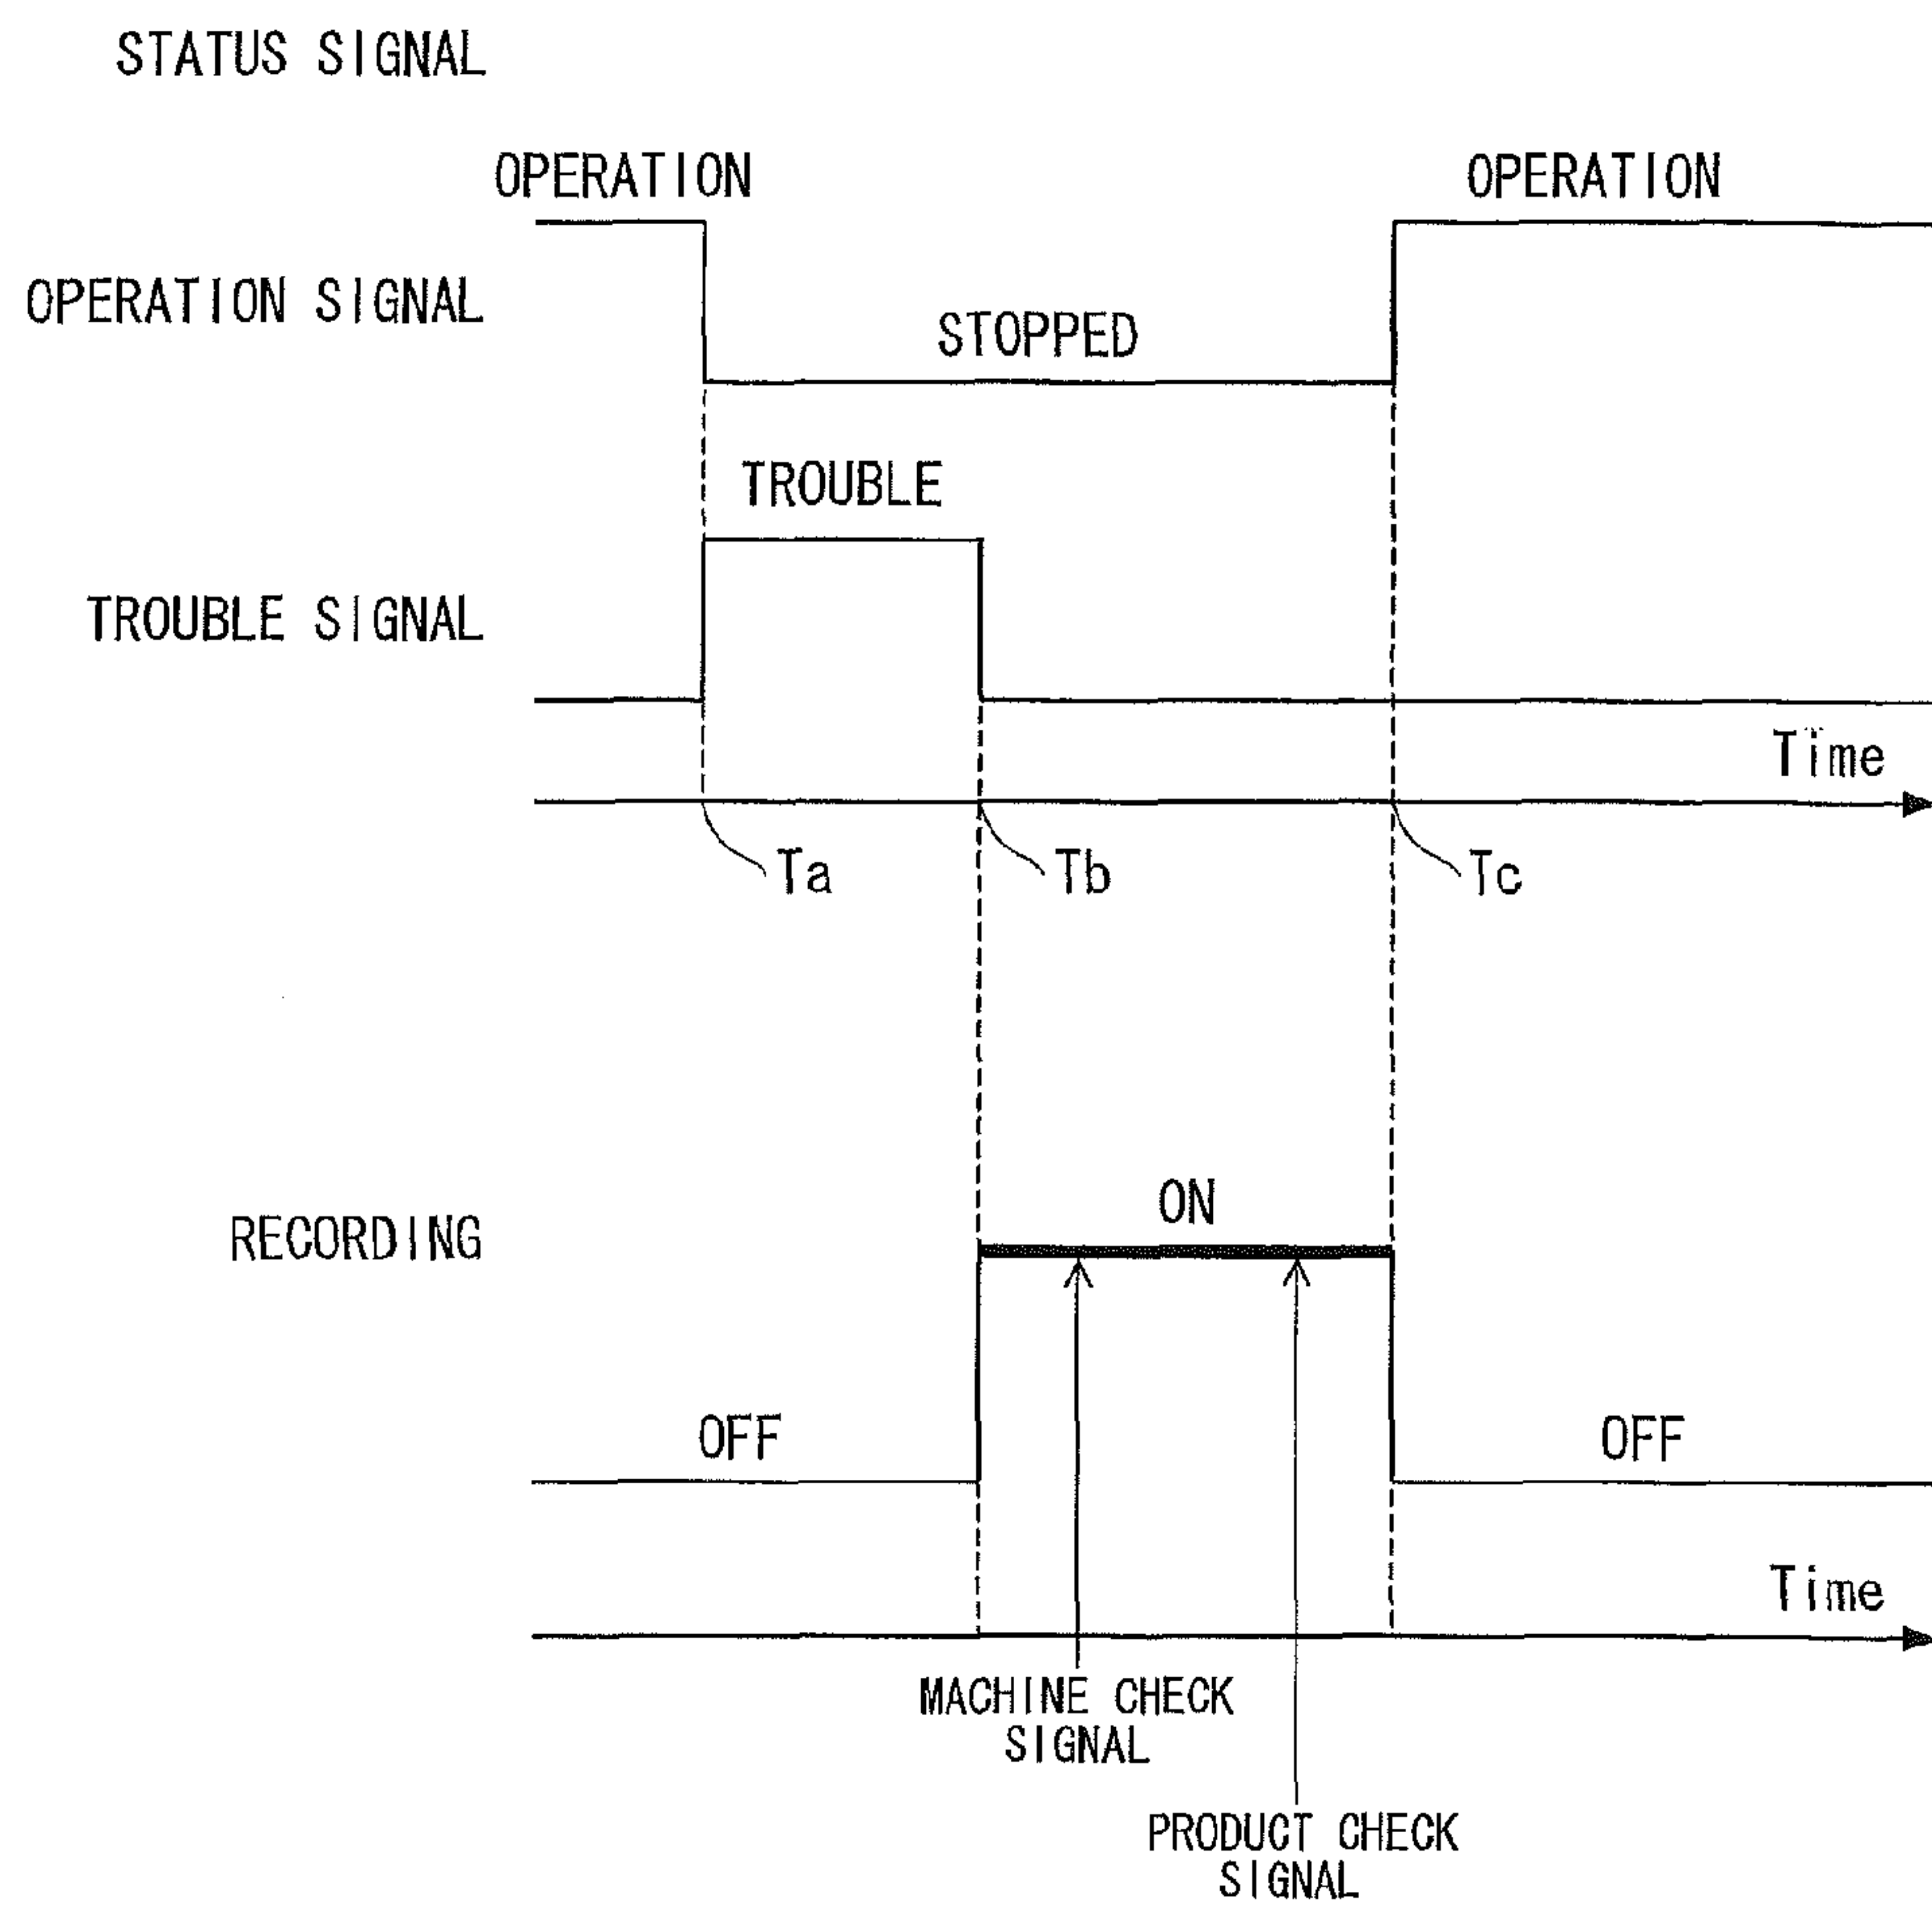 STATUS SIGNAL
OPERATION
OPERATION
OPERATION SIGNAL
STOPPED
TROUBLE
TROUBLE SIGNAL
Time
Ta
Tb
Tc
ON
RECORDING
OFF
OFF
Time
MACHINE CHECK
SIGNAL
PRODUCT CHECK
SIGNAL